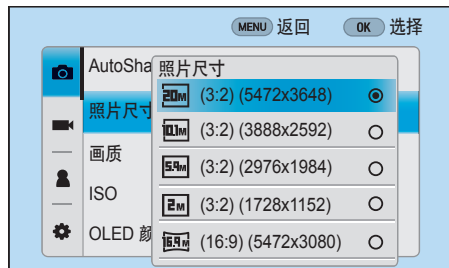 MENU 返回 OK 选择
AutoSha
照片尺寸
照片尺寸
20M (3:2) (5472x3648)
10.1M (3:2) (3888x2592)
画质
5.9M (3:2) (2976x1984)
ISO
2M (3:2) (1728x1152)
OLED 颜
16.9M (16:9) (5472x3080)